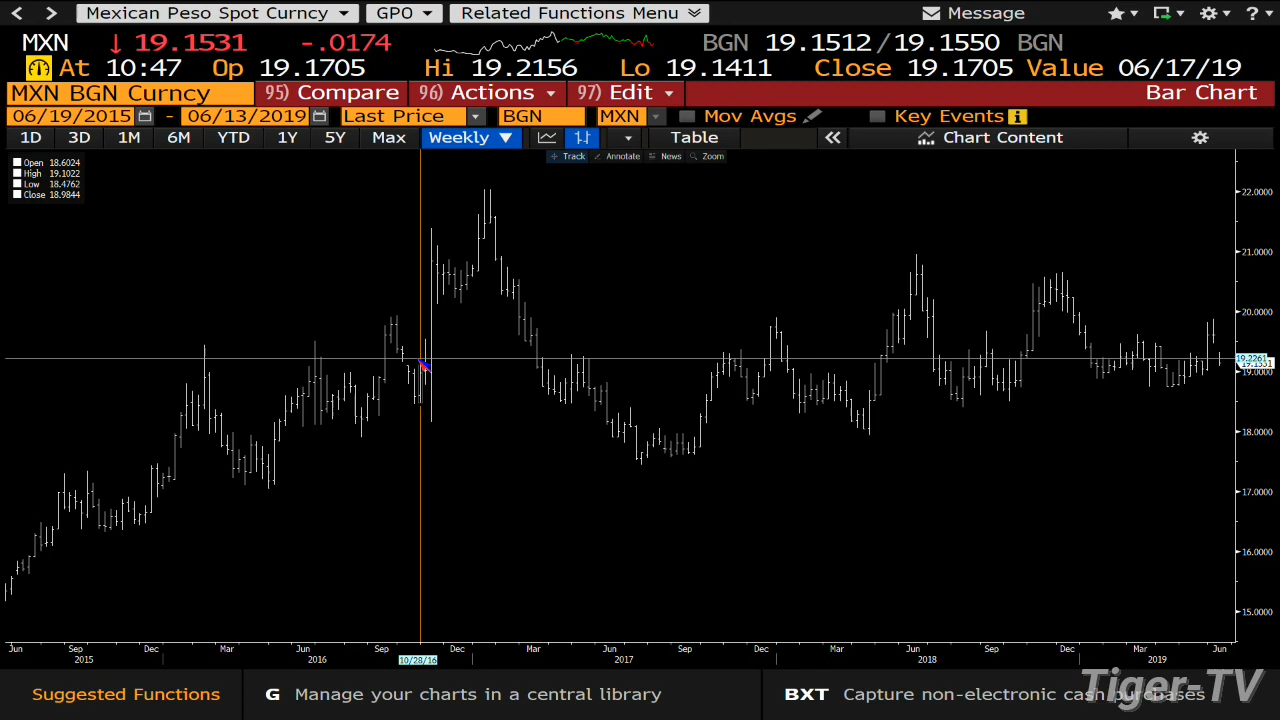 Mexican Peso Spot Curncy GPO Related Functions Menu Message ?
MXN ↓ 19.1531 -.0174 BGN 19.1512/19.1550 BGN
At 10:47 Op 19.1705 Hi 19.2156 Lo 19.1411 Close 19.1705 Value 06/17/19
MXN BGN Curncy 95) Compare 96) Actions 97) Edit Bar Chart
06/19/2015 - 06/13/2019 Last Price BGN MXN Mov Avgs Key Events
1D 3D 1M 6M YTD 1Y 5Y Max Weekly Table Chart Content
Track Annotate News Zoom
Open 18.6024
High 19.1022
Low 18.4762
Close 18.9844
22.0000
21.0000
20.0000
19.2261
19.1531
19.0000
18.0000
17.0000
16.0000
15.0000
Jun Sep Dec Mar Jun Sep Dec Mar Jun Sep Dec Mar Jun Sep Dec Mar Jun
2015 2016 10/28/16 2017 2018 2019
Suggested Functions G Manage your charts in a central library BXT Capture non-electronic cash purchases
Tiger-TV